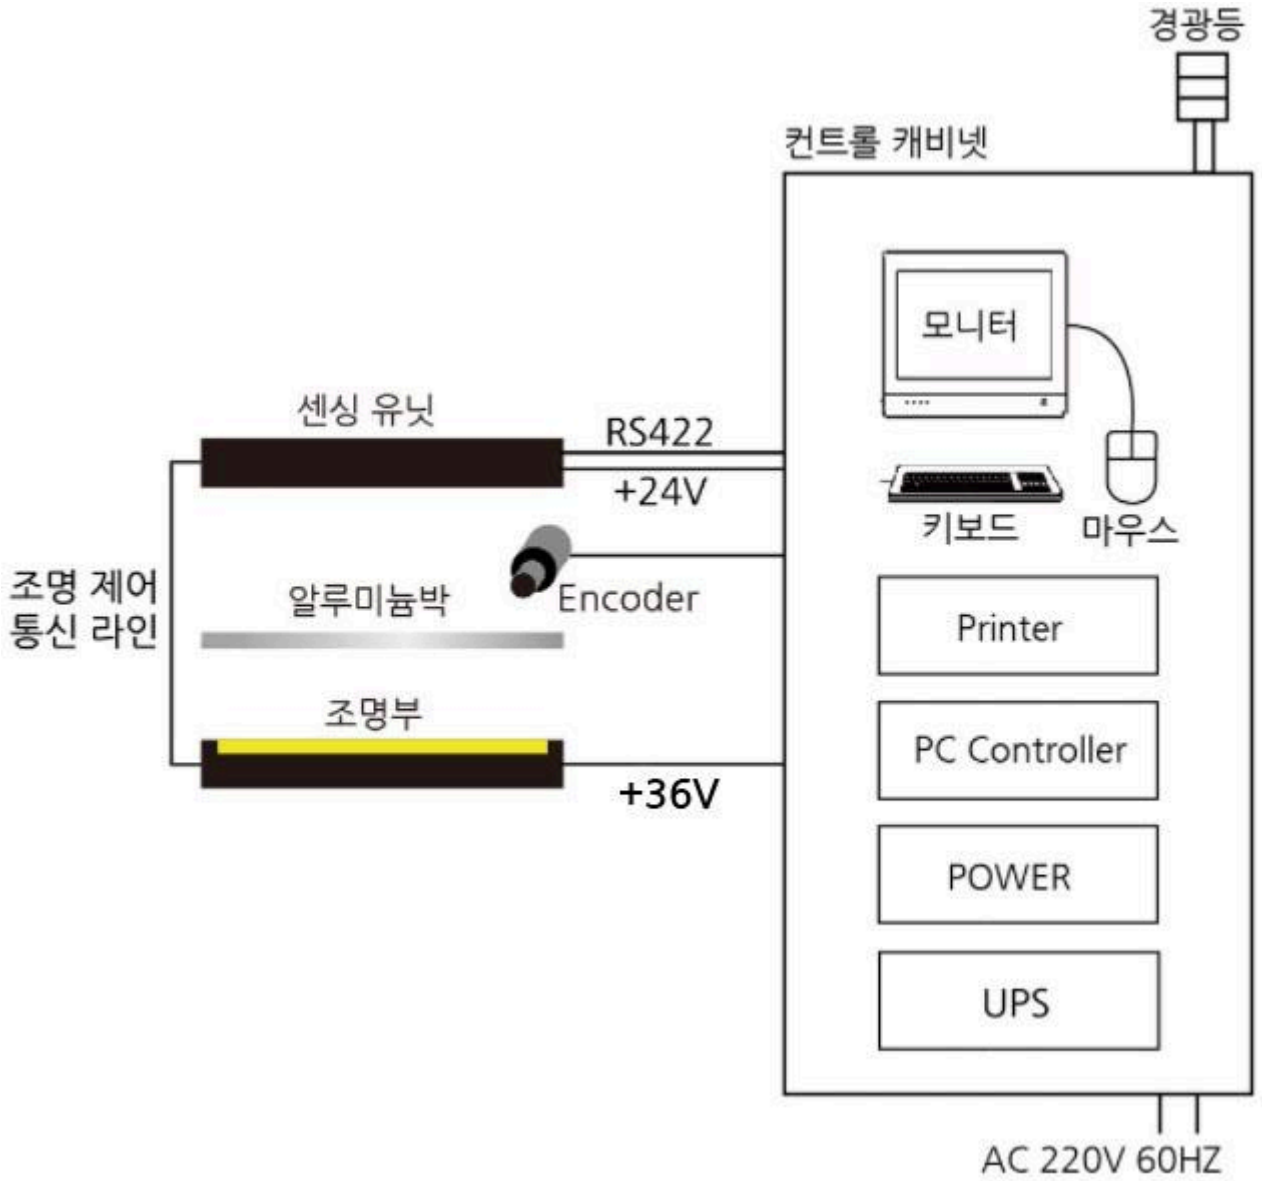 경광등
컨트롤 캐비넷
모니터
센싱 유닛
RS422
+24V
키보드
마우스
조명 제어
통신 라인
알루미늄박
Encoder
Printer
조명부
PC Controller
+36V
POWER
UPS
AC 220V 60HZ